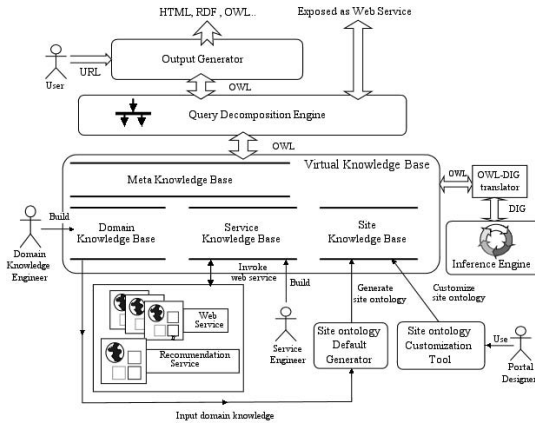 HTML, RDF , OWL..
Exposed as Web Service
Output Generator
User
URL
OWL
Query Decomposition Engine
OWL
Virtual Knowledge Base
Meta Knowledge Base
OWL
OWL-DIG
translator
DIG
Build
Domain
Knowledge Base
Service
Knowledge Base
Site
Knowledge Base
Inference Engine
Domain
Knowledge
Engineer
Invoke
web service
Build
Generate
site ontology
Customize
site ontology
Web
Service
Recommendation
Service
Service
Engineer
Site ontology
Default
Generator
Site ontology
Customization
Tool
Use
Portal
Designer
Input domain knowledge